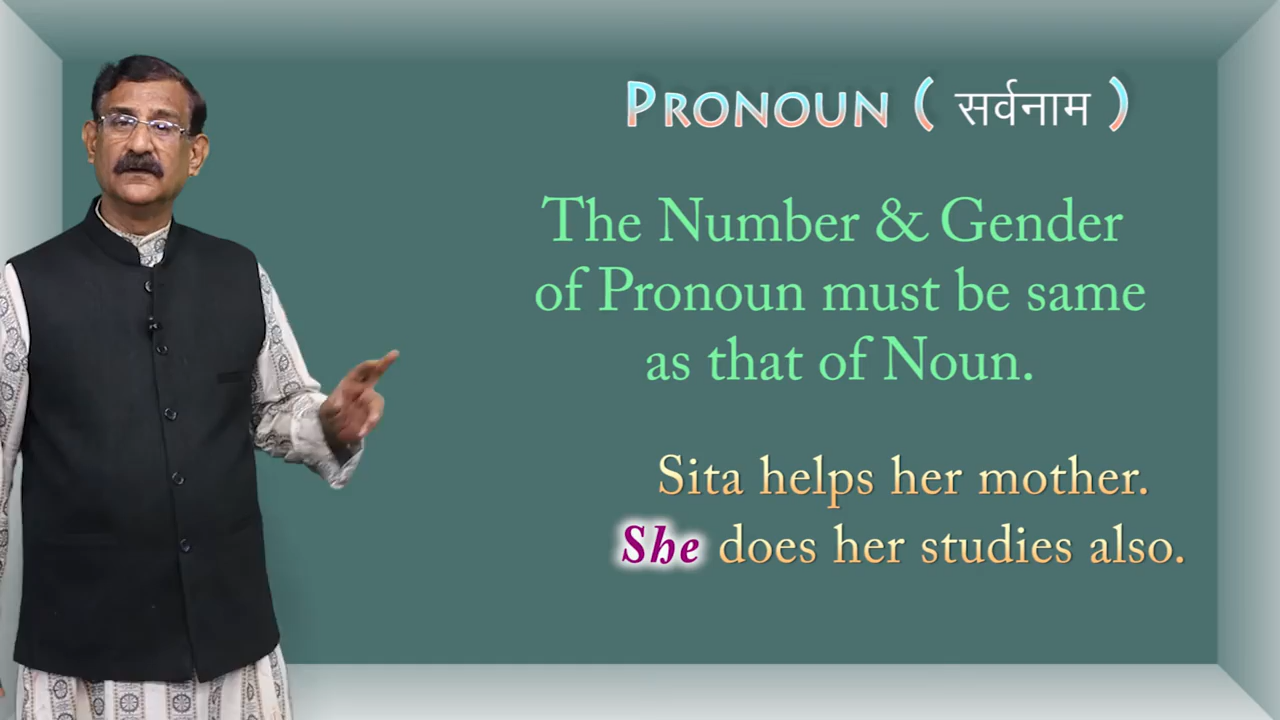 PRONOUN ( सर्वनाम )
The Number & Gender
of Pronoun must be same
as that of Noun.
Sita helps her mother.
She does her studies also.